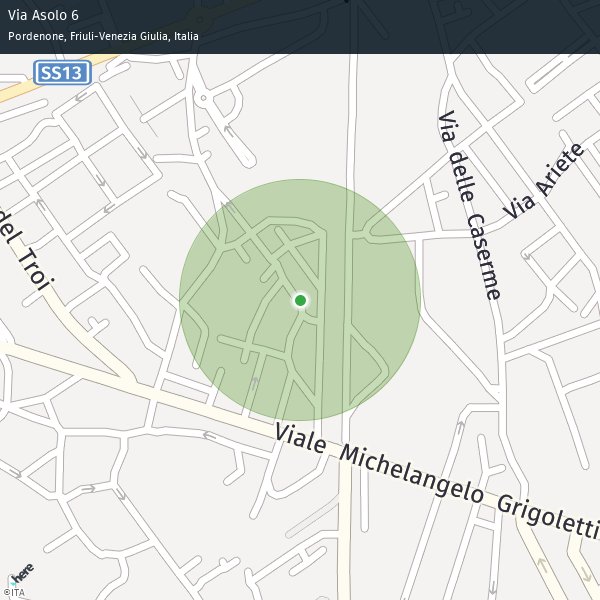 Via Asolo 6
Pordenone, Friuli-Venezia Giulia, Italia
SS13
Via delle Caserme
Via Ariete
del Troi
Viale Michelangelo Grigoletti
here
©ITA